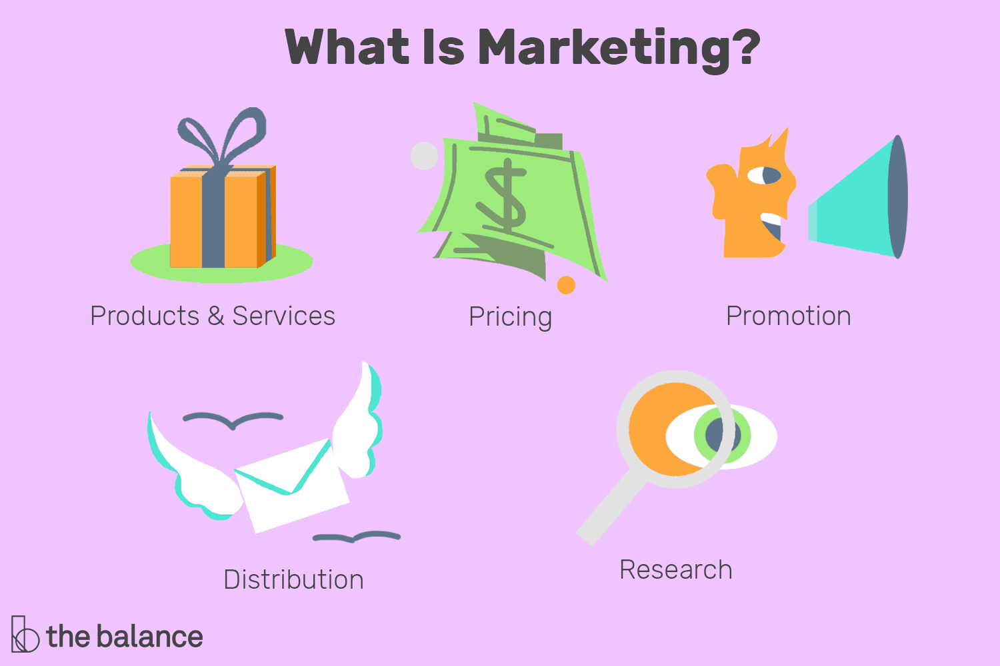 What Is Marketing?
Products & Services
Pricing
Promotion
Distribution
Research
the balance